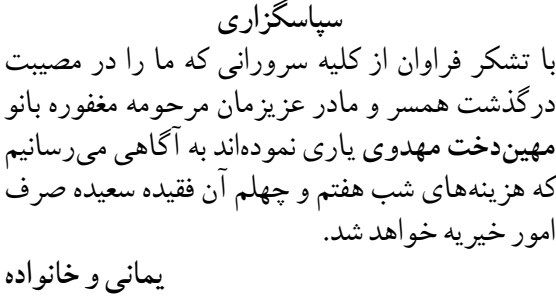 سپاسگزاری
با تشکر فراوان از کلیه سرورانی که ما را در مصیبت
درگذشت همسر و مادر عزیزمان مرحومه مغفوره بانو
مهین‌دخت مهدوی یاری نموده‌اند به آگاهی می‌رسانیم
که هزینه‌های شب هفتم و چهلم آن فقیده سعیده صرف
امور خیریه خواهد شد.
یمانی و خانواده